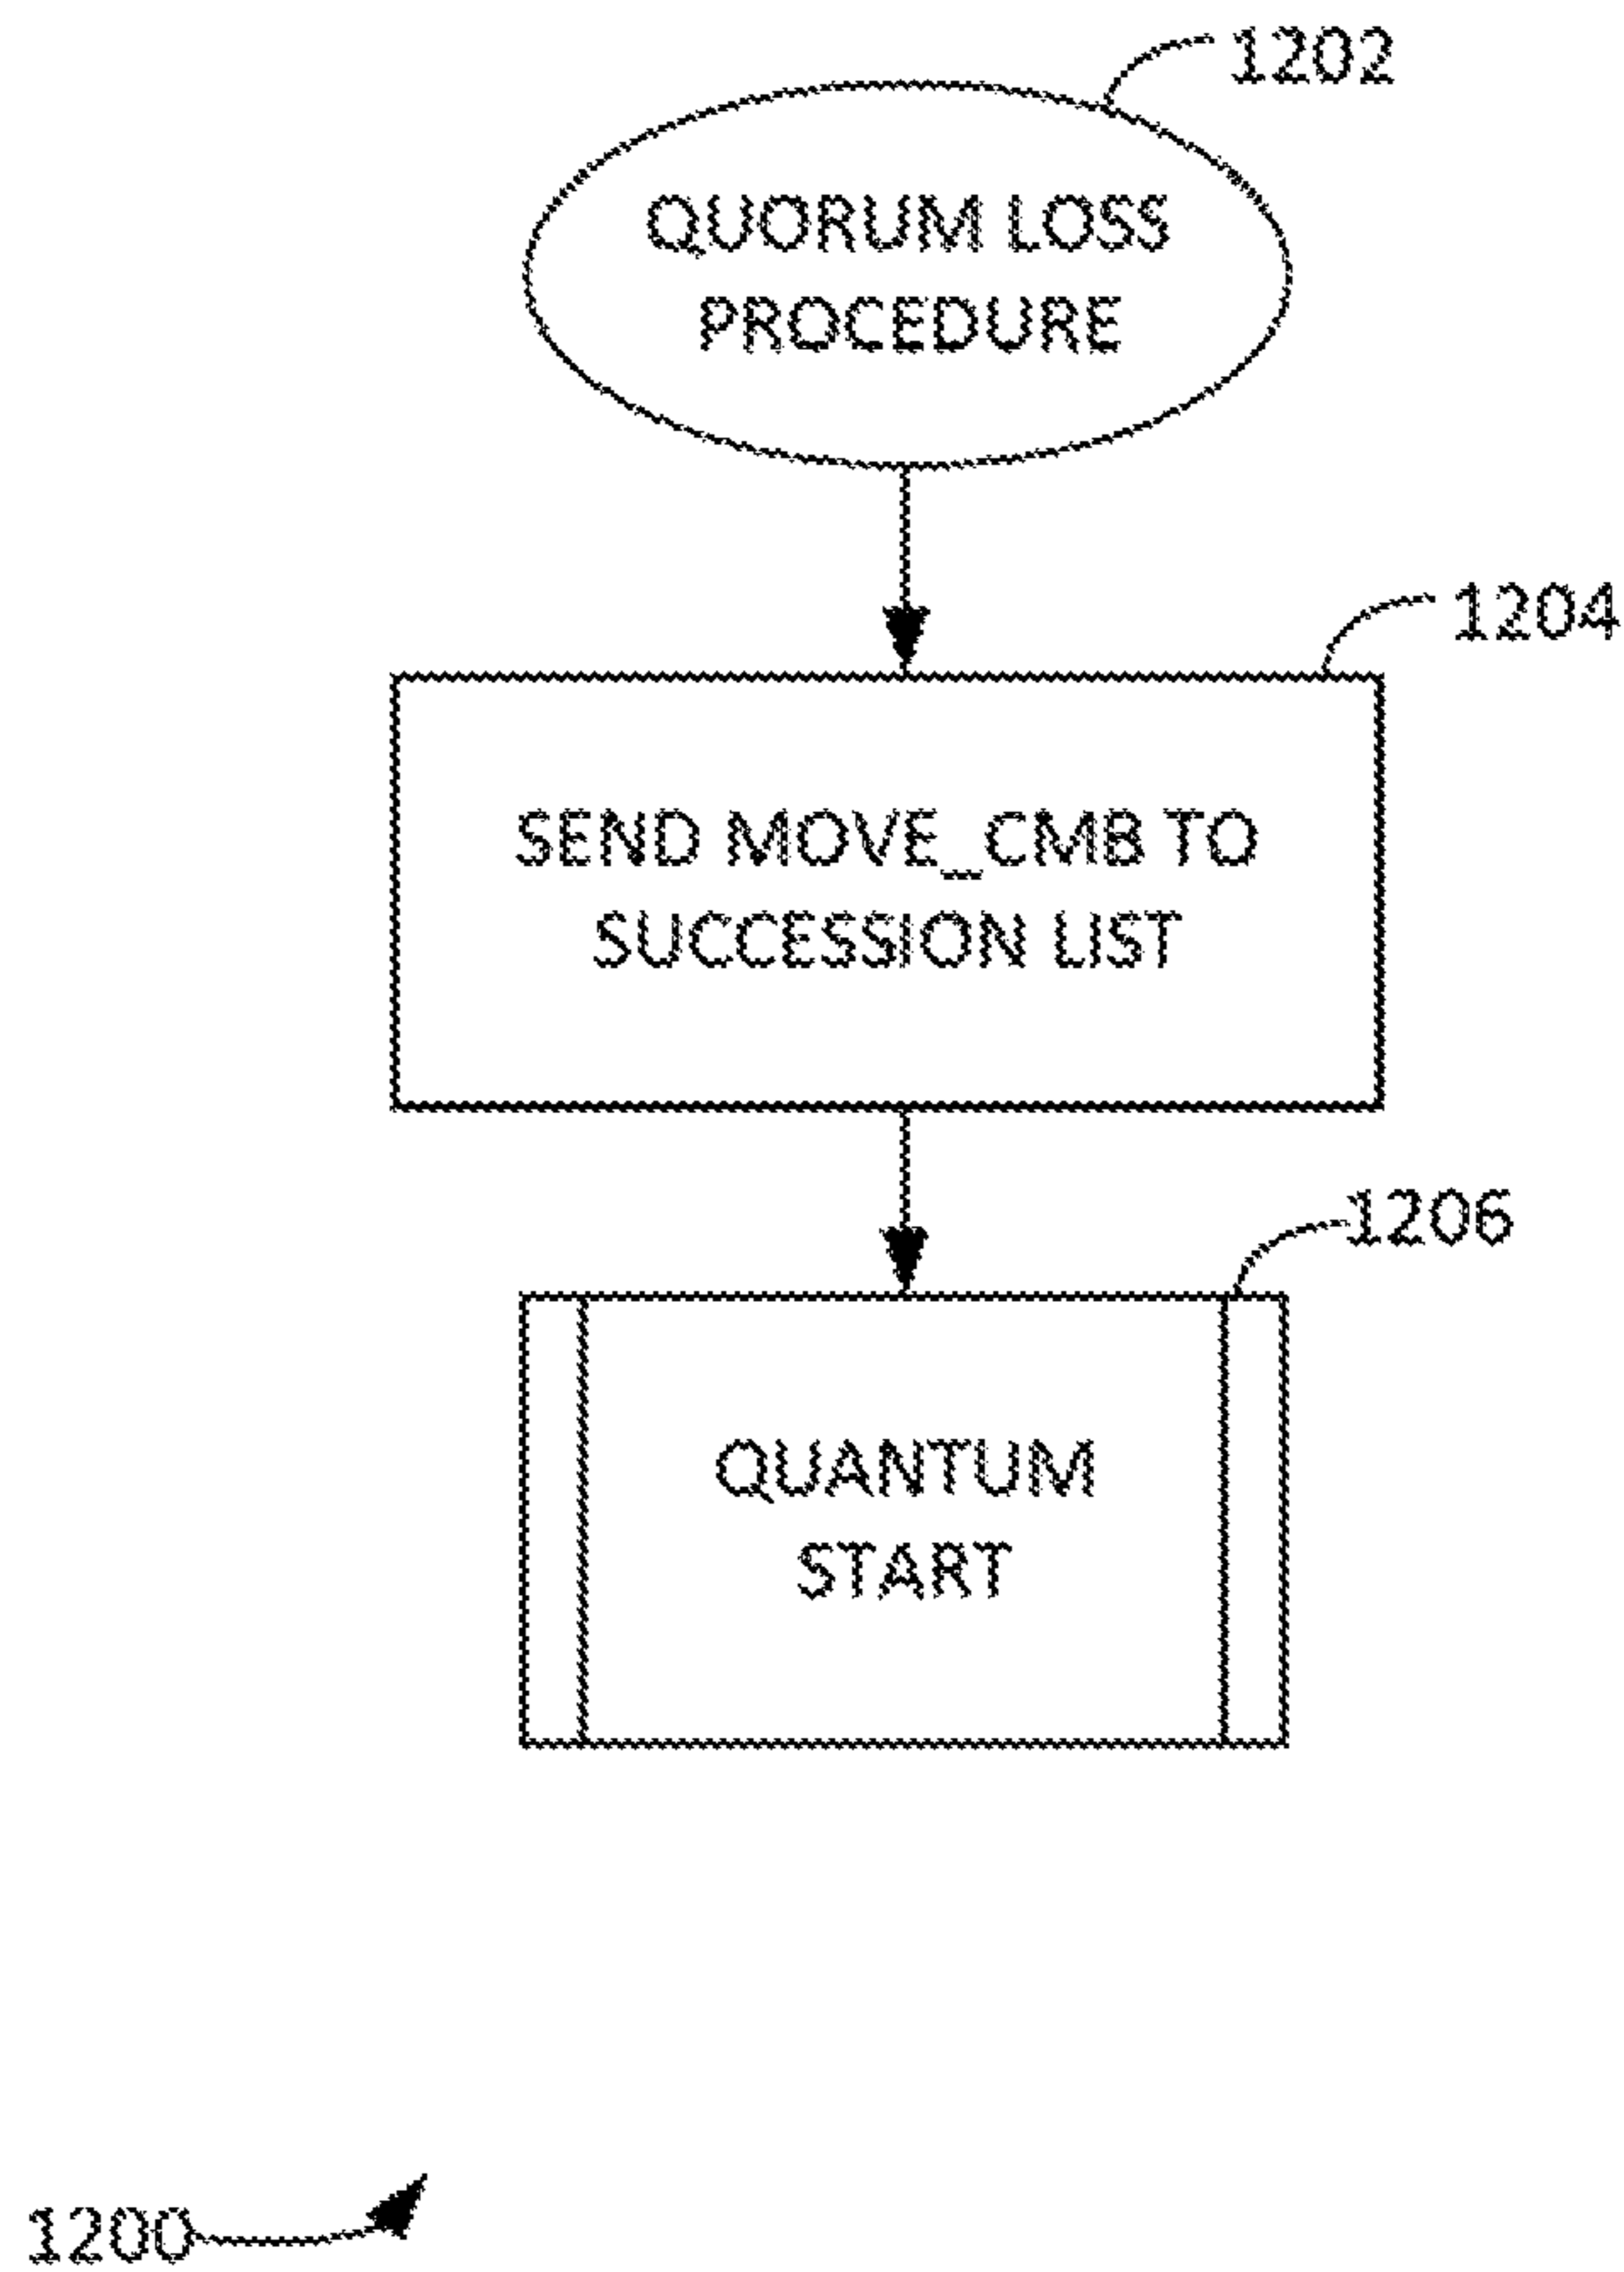 1202
QUORUM LOSS
PROCEDURE
1204
SEND MOVE_CMB TO
SUCCESSION LIST
1206
QUANTUM
START
1200